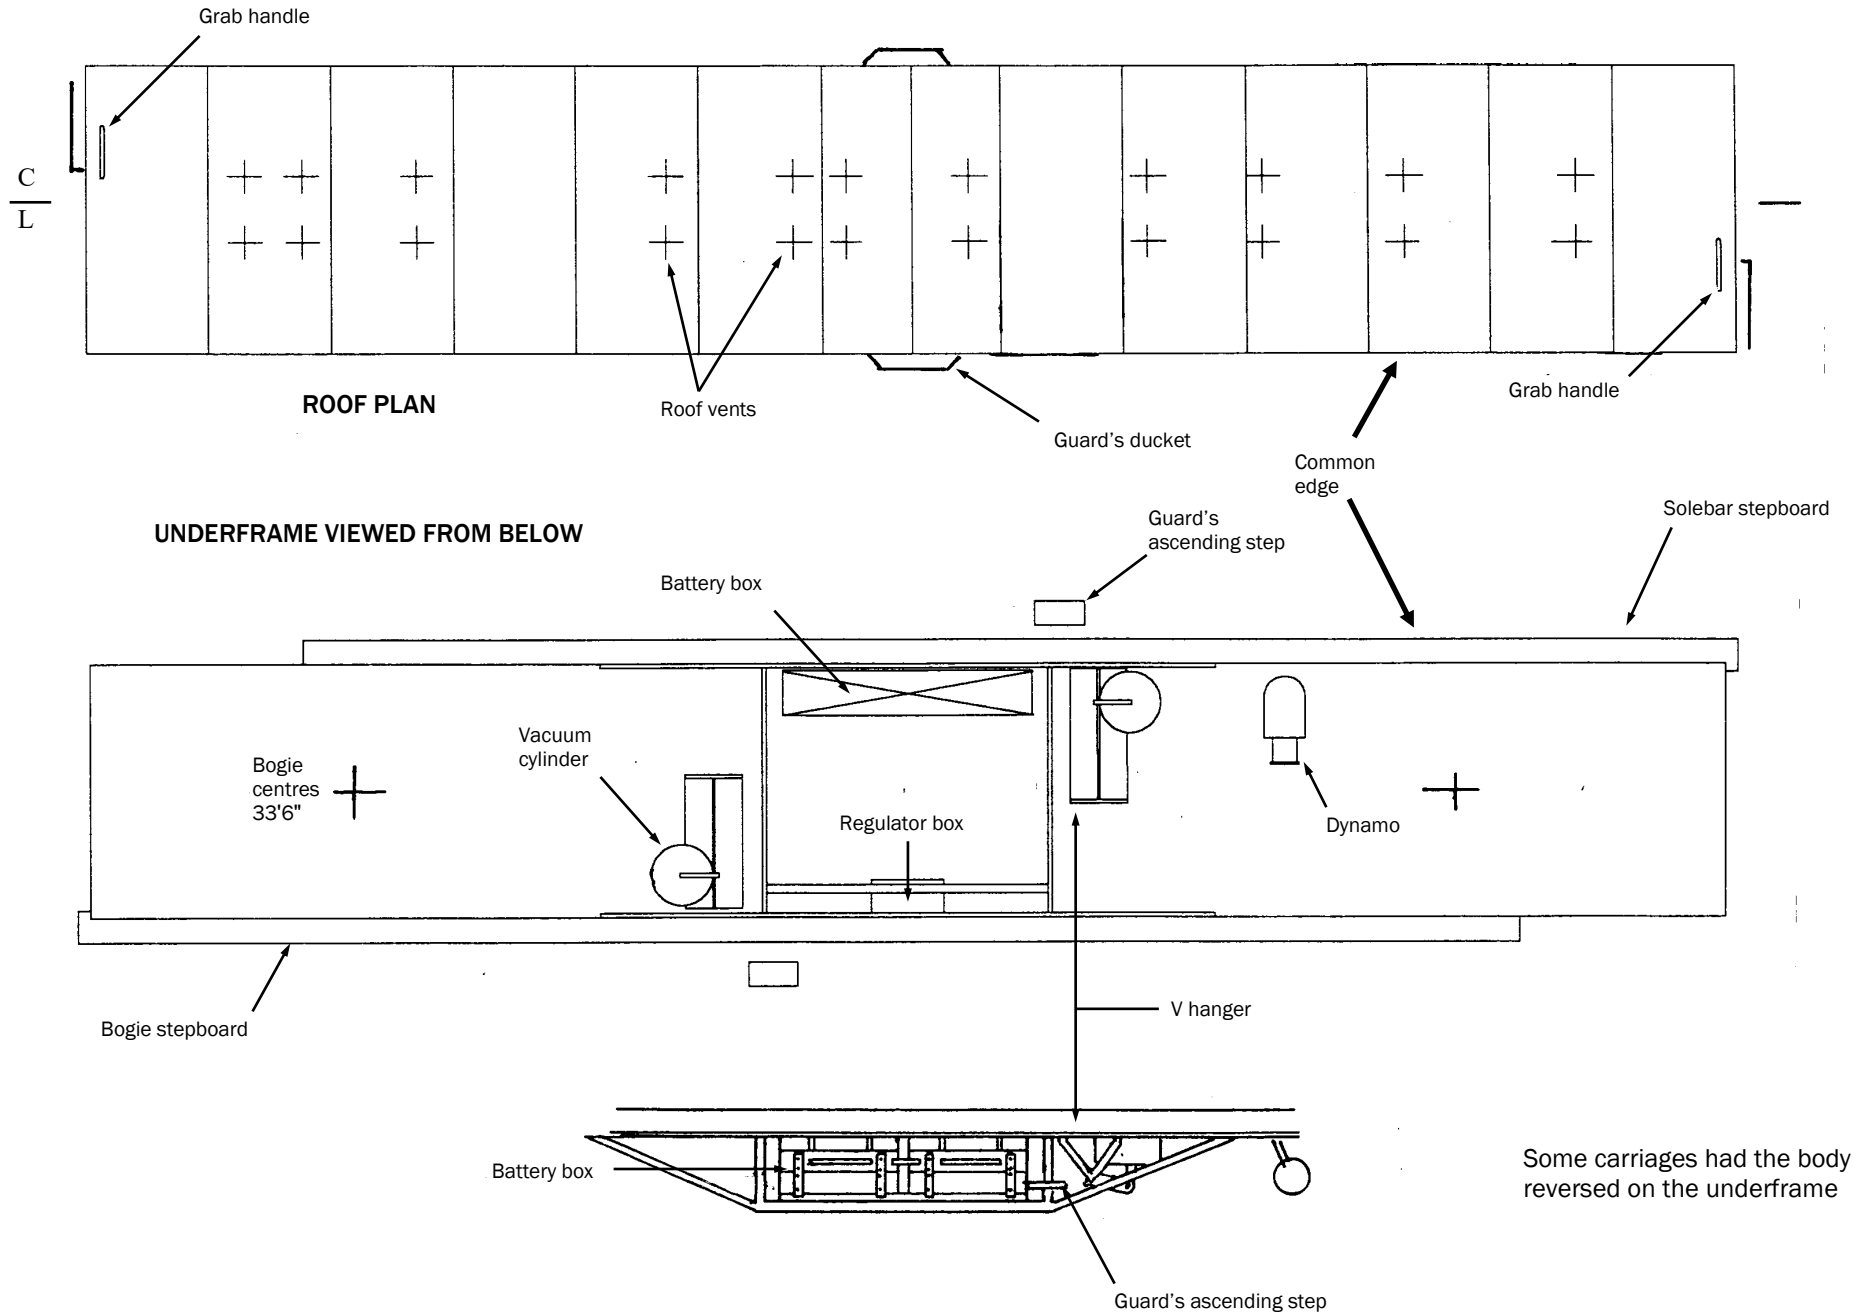 Grab handle
C
L
ROOF PLAN
Roof vents
Guard's ducket
Grab handle
Common
edge
UNDERFRAME VIEWED FROM BELOW
Guard's
ascending step
Solebar stepboard
Battery box
Vacuum
cylinder
Bogie
centres
33'6"
Regulator box
Dynamo
Bogie stepboard
V hanger
Battery box
Some carriages had the body
reversed on the underframe
Guard's ascending step